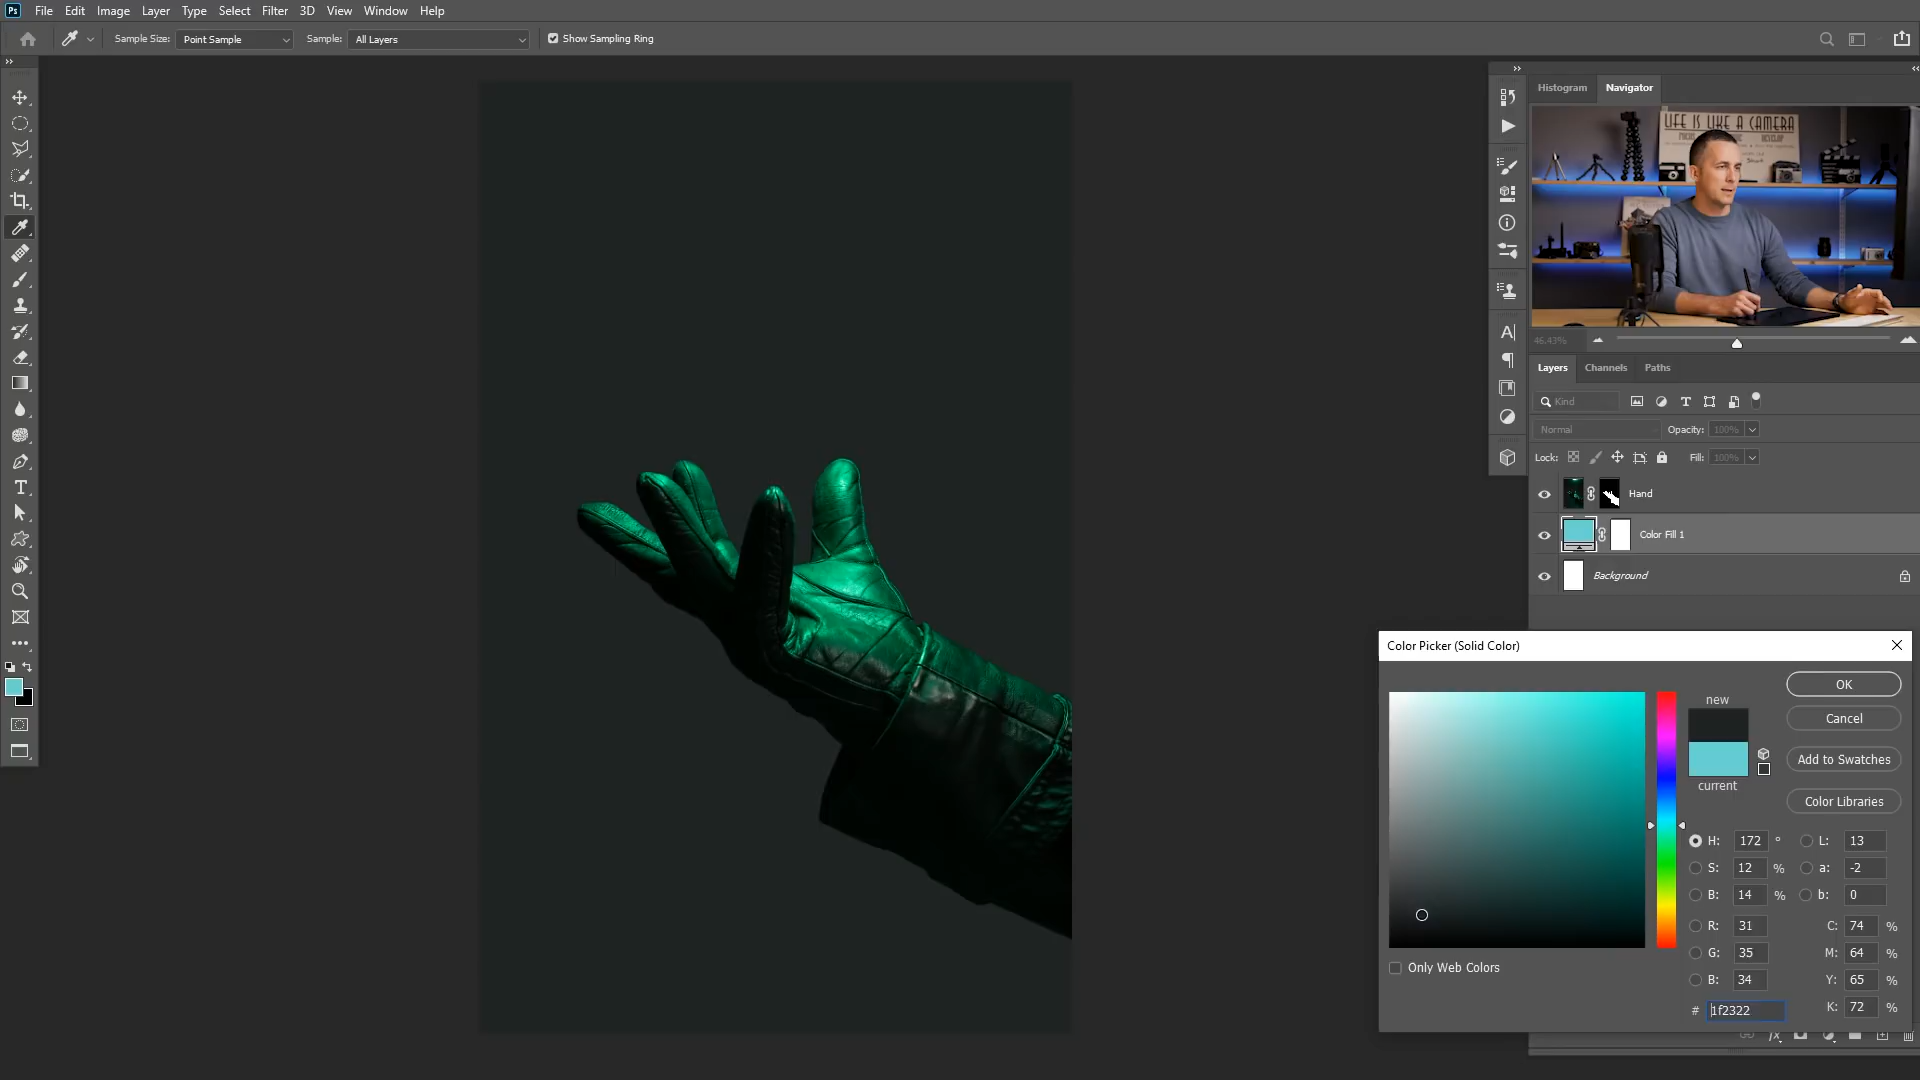 Ps File Edit Image Layer Type Select Filter 3D View Window Help
Sample Size: Point Sample Sample: All Layers Show Sampling Ring
Histogram Navigator
LIFE IS LIKE A CAMERA
46.43%
Layers Channels Paths
Kind
Normal Opacity: 100%
Lock: Fill: 100%
Hand
Color Fill 1
Background
Color Picker (Solid Color)
OK
new
Cancel
Add to Swatches
current
Color Libraries
H: 172 ° L: 13
S: 12 % a: -2
B: 14 % b: 0
R: 31 C: 74 %
G: 35 M: 64 %
Only Web Colors
B: 34 Y: 65 %
# 1f2322 K: 72 %